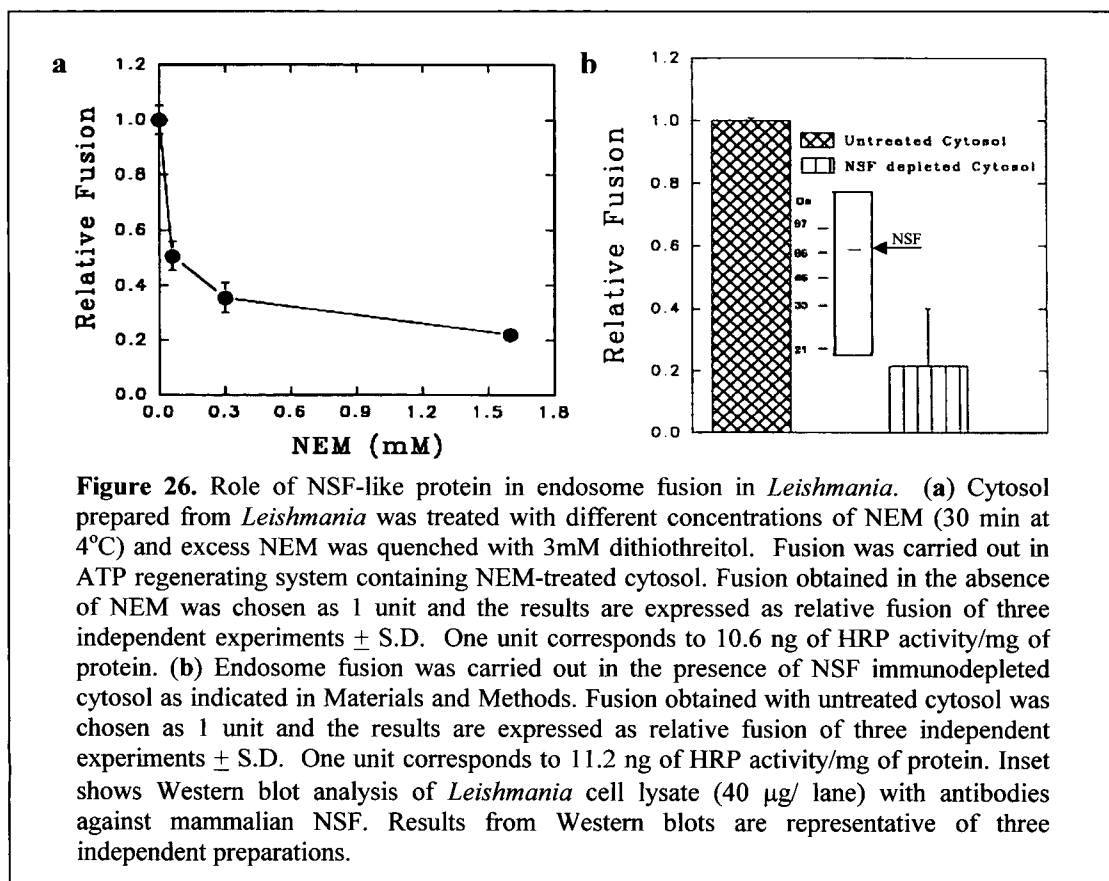 a
1.2
1.0
0.8
0.6
0.4
0.2
0.0
Relative Fusion
0.0 0.3 0.6 0.9 1.2 1.5 1.8
NEM (mM)
b
1.2
1.0
0.8
0.6
0.4
0.2
0.0
Relative Fusion
Untreated Cytosol
NSF depleted Cytosol
97
66
30
21
NSF
Figure 26. Role of NSF-like protein in endosome fusion in Leishmania. (a) Cytosol
prepared from Leishmania was treated with different concentrations of NEM (30 min at
4°C) and excess NEM was quenched with 3mM dithiothreitol. Fusion was carried out in
ATP regenerating system containing NEM-treated cytosol. Fusion obtained in the absence
of NEM was chosen as 1 unit and the results are expressed as relative fusion of three
independent experiments ± S.D. One unit corresponds to 10.6 ng of HRP activity/mg of
protein. (b) Endosome fusion was carried out in the presence of NSF immunodepleted
cytosol as indicated in Materials and Methods. Fusion obtained with untreated cytosol was
chosen as 1 unit and the results are expressed as relative fusion of three independent
experiments ± S.D. One unit corresponds to 11.2 ng of HRP activity/mg of protein. Inset
shows Western blot analysis of Leishmania cell lysate (40 μg/ lane) with antibodies
against mammalian NSF. Results from Western blots are representative of three
independent preparations.